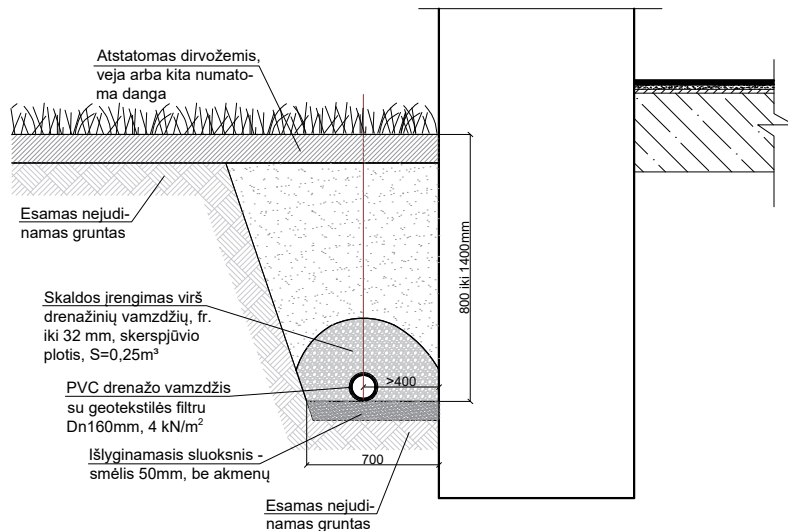 Atstatomas dirvožemis,
veja arba kita numato-
ma danga
Esamas nejudi-
namas gruntas
800 iki 1400mm
Skaldos įrengimas virš
drenažinių vamzdžių, fr.
iki 32 mm, skerspjūvio
plotis, S=0,25m³
>400
PVC drenažo vamzdžis
su geotekstilės filtru
Dn160mm, 4 kN/m²
Išlyginamasis sluoksnis -
smėlis 50mm, be akmenų
700
Esamas nejudi-
namas gruntas